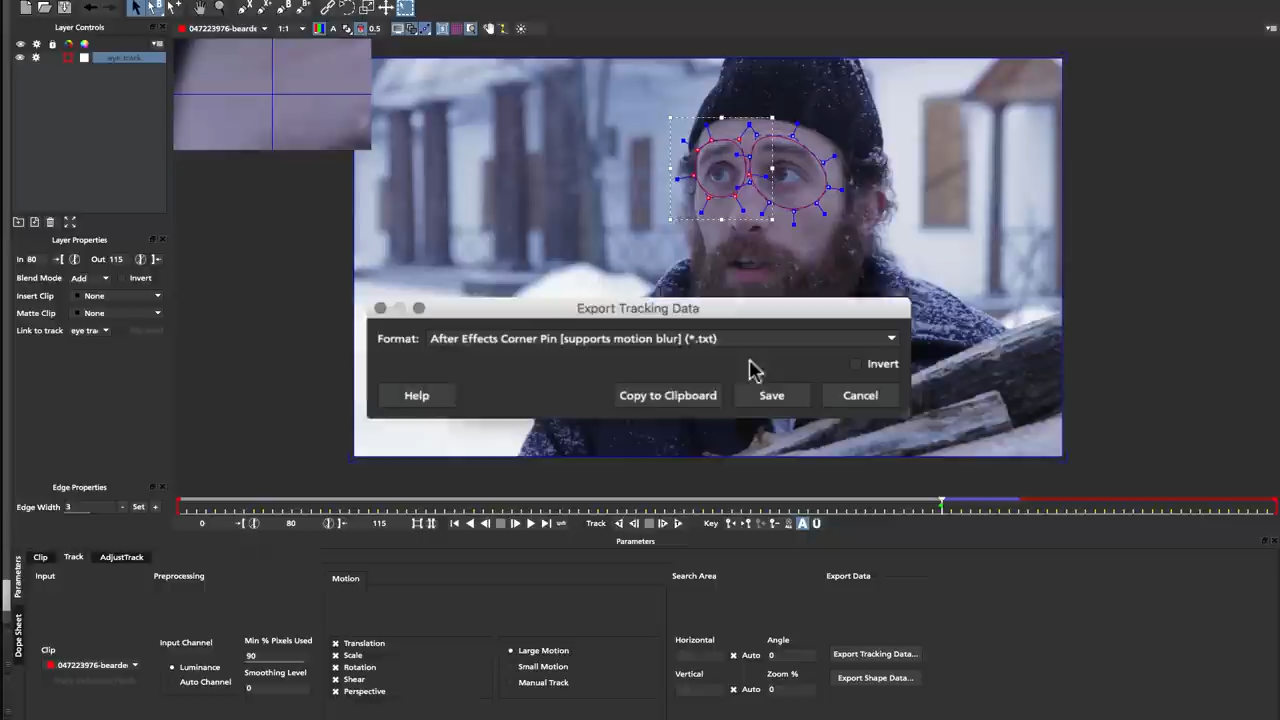 Layer Controls
047223976-bearde
1:1
0.5
eye track
Layer Properties
In 80
Out 115
Blend Mode Add
Invert
Insert Clip None
Matte Clip None
Link to track eye tra
Export Tracking Data
Format: After Effects Corner Pin [supports motion blur] (*.txt)
Invert
Help
Copy to Clipboard
Save
Cancel
Edge Properties
Edge Width 3
Set
0
80
115
Track
Key
A
Ü
Parameters
Parameters
Dope Sheet
Clip
Track
AdjustTrack
Input
Clip
047223976-bearde
Preprocessing
Input Channel
Luminance
Auto Channel
Min % Pixels Used
90
Smoothing Level
0
Motion
Translation
Scale
Rotation
Shear
Perspective
Large Motion
Small Motion
Manual Track
Search Area
Horizontal
Auto
Angle
0
Vertical
Auto
Zoom %
0
Export Data
Export Tracking Data...
Export Shape Data...